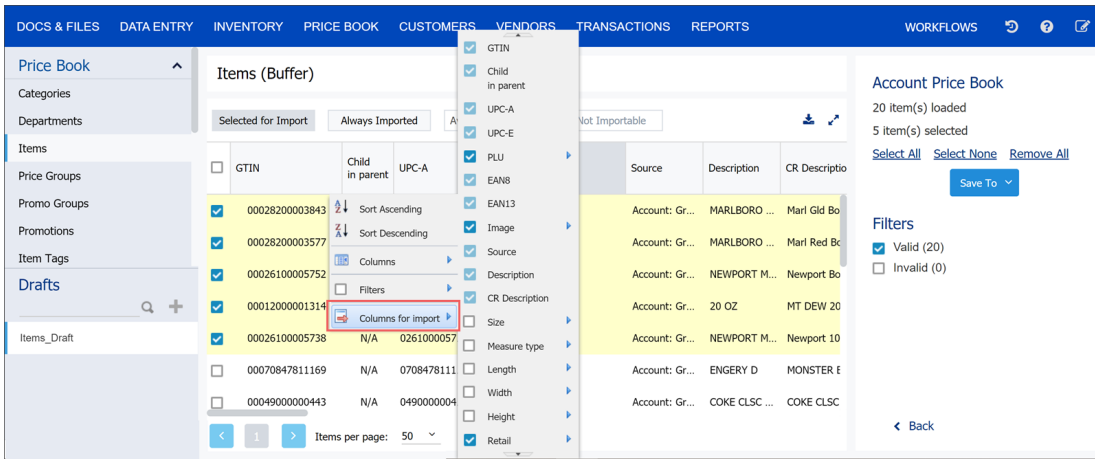 DOCS & FILES DATA ENTRY INVENTORY PRICE BOOK CUSTOMERS VENDORS TRANSACTIONS REPORTS WORKFLOWS
Price Book
Categories
Departments
Items
Price Groups
Promo Groups
Promotions
Item Tags
Drafts
Items_Draft
Items (Buffer)
Selected for Import Always Imported Not Importable
GTIN Child in parent UPC-A Source Description CR Descriptio
00028200003843 Account: Gr... MARLBORO ... Marl Gld Bo
00028200003577 Account: Gr... MARLBORO ... Marl Red Bc
00026100005752 Account: Gr... NEWPORT M... Newport Bo
00012000001314 Account: Gr... 20 OZ MT DEW 20
00026100005738 N/A 0261000057 Account: Gr... NEWPORT M... Newport 10
00070847811169 N/A 0708478111 Account: Gr... ENGERY D MONSTER E
00049000000443 N/A 0490000004 Account: Gr... COKE CLSC ... COKE CLSC
1 Items per page: 50
Sort Ascending
Sort Descending
Columns
Filters
Columns for import
GTIN
Child
in parent
UPC-A
UPC-E
PLU
EAN8
EAN13
Image
Source
Description
CR Description
Size
Measure type
Length
Width
Height
Retail
Account Price Book
20 item(s) loaded
5 item(s) selected
Select All Select None Remove All
Save To
Filters
Valid (20)
Invalid (0)
Back